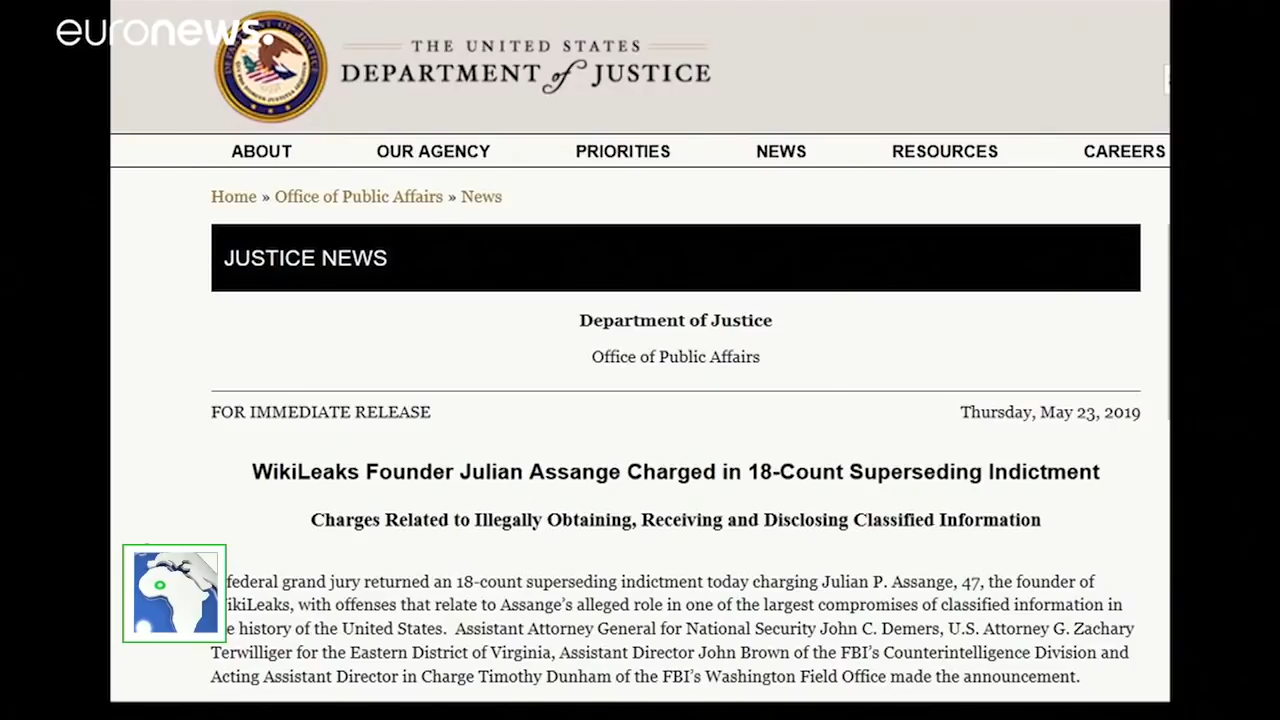 euronews.
THE UNITED STATES
DEPARTMENT of JUSTICE
ABOUT OUR AGENCY PRIORITIES NEWS RESOURCES CAREERS
Home » Office of Public Affairs » News
JUSTICE NEWS
Department of Justice
Office of Public Affairs
FOR IMMEDIATE RELEASE Thursday, May 23, 2019
WikiLeaks Founder Julian Assange Charged in 18-Count Superseding Indictment
Charges Related to Illegally Obtaining, Receiving and Disclosing Classified Information
federal grand jury returned an 18-count superseding indictment today charging Julian P. Assange, 47, the founder of
ikiLeaks, with offenses that relate to Assange's alleged role in one of the largest compromises of classified information in
e history of the United States. Assistant Attorney General for National Security John C. Demers, U.S. Attorney G. Zachary
Terwilliger for the Eastern District of Virginia, Assistant Director John Brown of the FBI's Counterintelligence Division and
Acting Assistant Director in Charge Timothy Dunham of the FBI's Washington Field Office made the announcement.